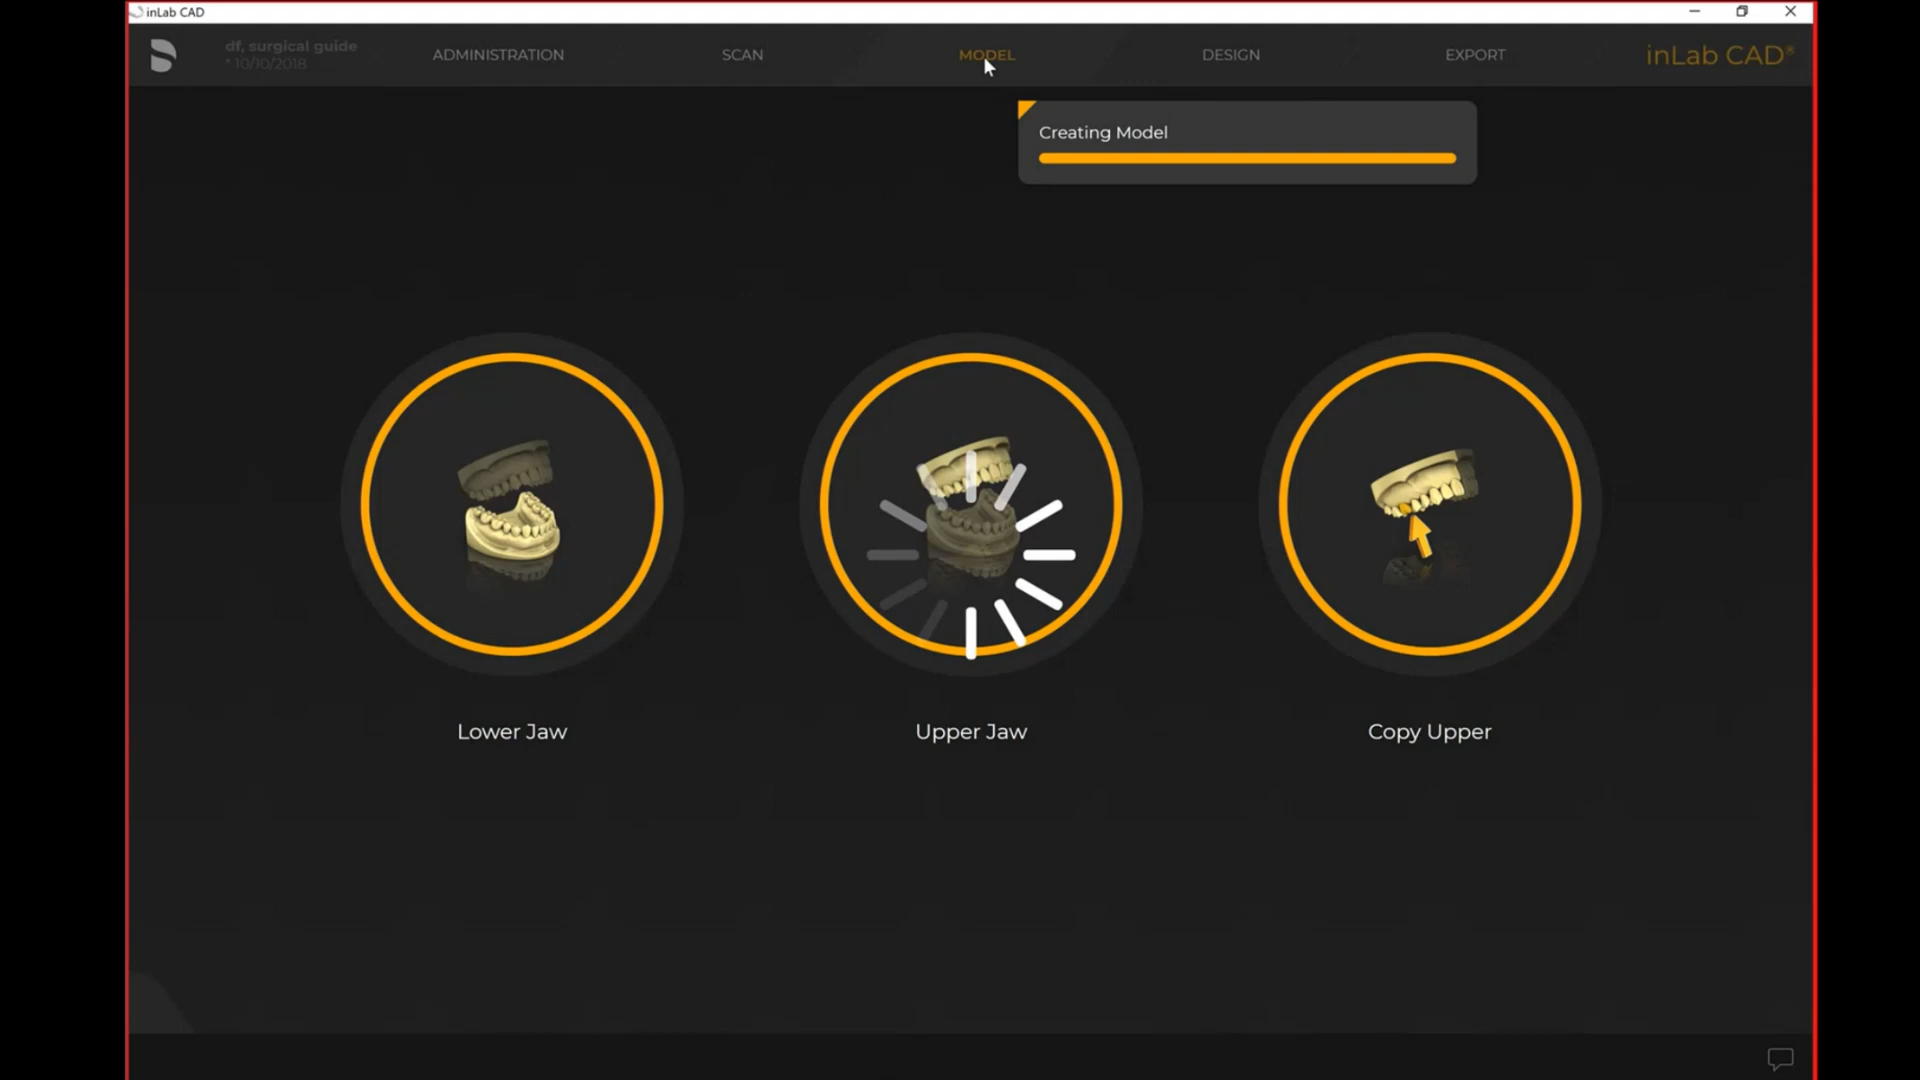 inLab CAD
df, surgical guide
* 10/10/2018
ADMINISTRATION
SCAN
MODEL
DESIGN
EXPORT
inLab CAD®
Creating Model
Lower Jaw
Upper Jaw
Copy Upper